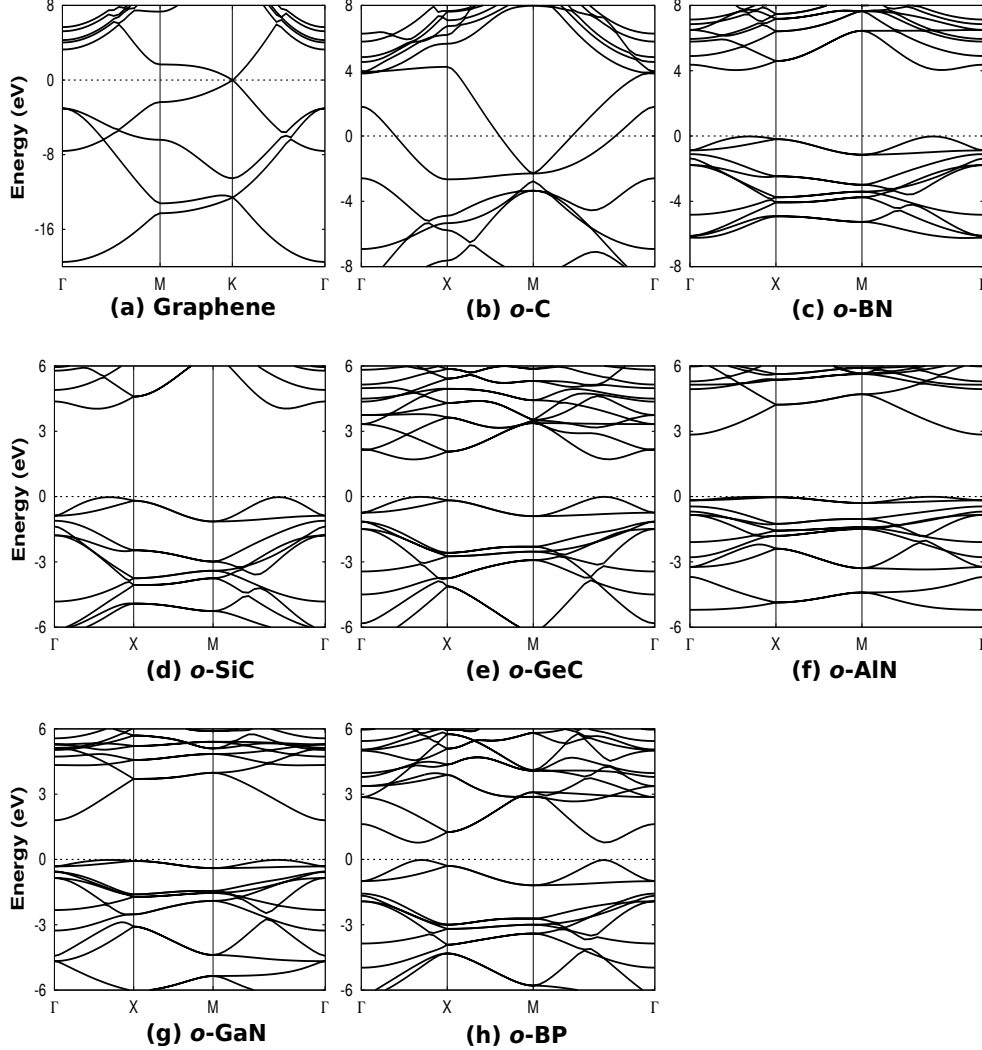 8
0
-8
-16
Energy (eV)
Γ
M
K
Γ
(a) Graphene
8
4
0
-4
-8
Γ
X
M
Γ
(b) o-C
8
4
0
-4
-8
Γ
X
M
(c) o-BN
6
3
0
-3
-6
Energy (eV)
Γ
X
M
Γ
(d) o-SiC
6
3
0
-3
-6
Γ
X
M
Γ
(e) o-GeC
6
3
0
-3
-6
Γ
X
M
(f) o-AlN
6
3
0
-3
-6
Energy (eV)
Γ
X
M
Γ
(g) o-GaN
6
3
0
-3
-6
Γ
X
M
Γ
(h) o-BP